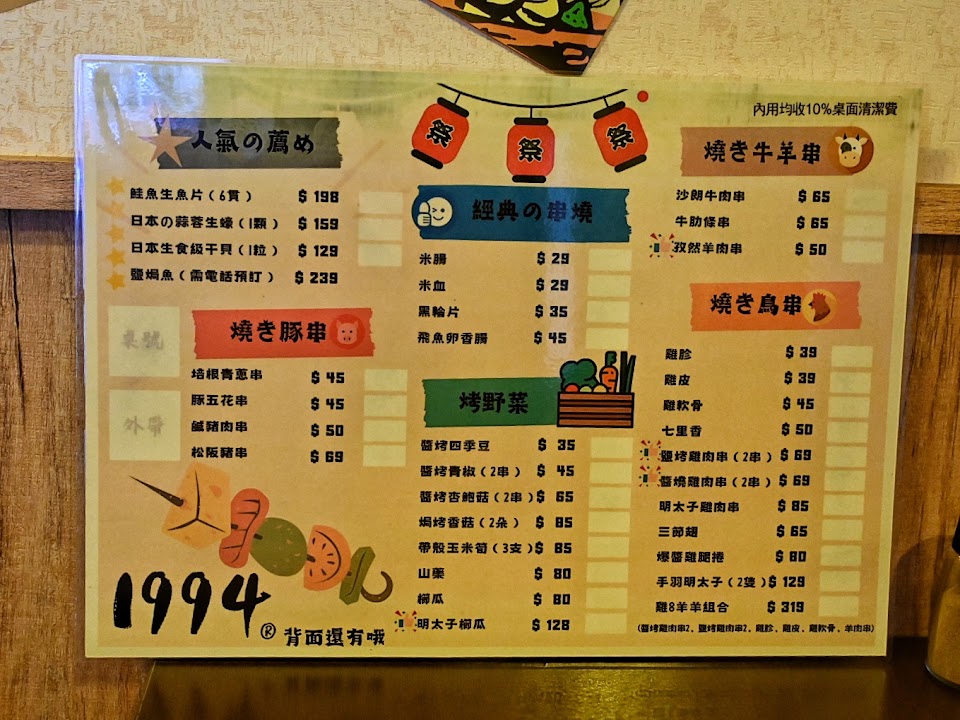 內用均收10%桌面清潔費
祭
祭
祭
人氣の薦め
鮭魚生魚片(6貫) $ 198
日本の蒜蓉生蠔(1顆) $ 159
日本生食級干貝(1粒) $ 129
鹽焗魚(需電話預訂) $ 239
桌號
外帶
燒き豚串
培根青蔥串 $ 45
豚五花串 $ 45
鹹豬肉串 $ 50
松阪豬串 $ 69
1994
®
背面還有哦
經典の串燒
米腸 $ 29
米血 $ 29
黑輪片 $ 35
飛魚卵香腸 $ 45
烤野菜
醬烤四季豆 $ 35
醬烤青椒(2串) $ 45
醬烤杏鮑菇(2串) $ 65
焗烤香菇(2朵) $ 85
帶殼玉米筍(3支) $ 85
山藥 $ 80
櫛瓜 $ 80
明太子櫛瓜 $ 128
燒き牛羊串
沙朗牛肉串 $ 65
牛肋條串 $ 65
孜然羊肉串 $ 50
燒き鳥串
雞胗 $ 39
雞皮 $ 39
雞軟骨 $ 45
七里香 $ 50
鹽烤雞肉串(2串) $ 69
醬燒雞肉串(2串) $ 69
明太子雞肉串 $ 85
三節翅 $ 65
爆醬雞腿捲 $ 80
手羽明太子(2隻) $ 129
雞8羊羊組合 $ 319
(醬烤雞肉串2、鹽烤雞肉串2、雞胗、雞皮、雞軟骨、羊肉串)